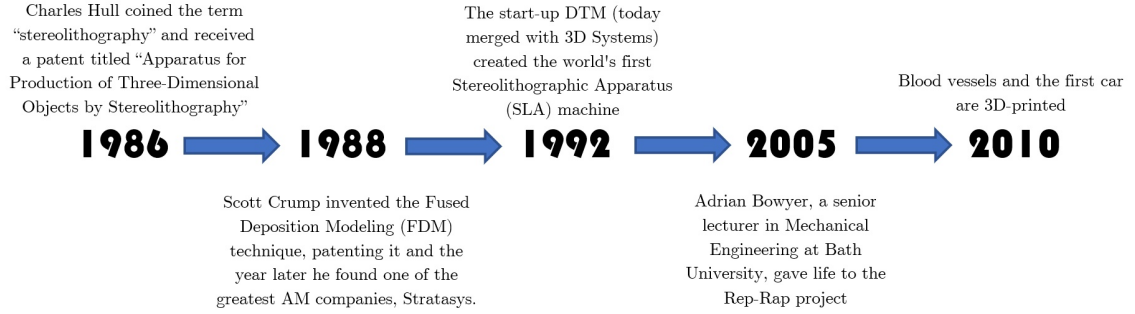 Charles Hull coined the term
“stereolithography” and received
a patent titled “Apparatus for
Production of Three-Dimensional
Objects by Stereolithography”
1986
Scott Crump invented the Fused
Deposition Modeling (FDM)
technique, patenting it and the
year later he found one of the
greatest AM companies, Stratasys.
1988
The start-up DTM (today
merged with 3D Systems)
created the world's first
Stereolithographic Apparatus
(SLA) machine
1992
Adrian Bowyer, a senior
lecturer in Mechanical
Engineering at Bath
University, gave life to the
Rep-Rap project
2005
Blood vessels and the first car
are 3D-printed
2010